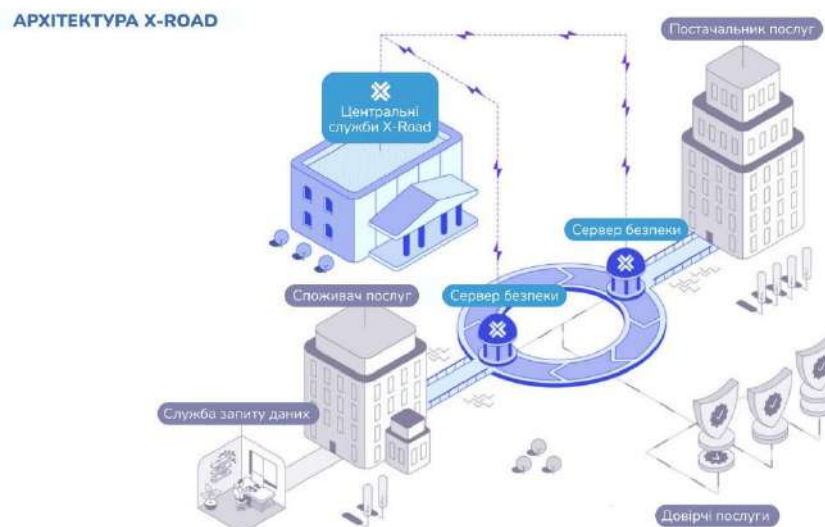 АРХІТЕКТУРА X-ROAD
Постачальник послуг
Центральні
служби X-Road
Сервер безпеки
Споживач послуг
Сервер безпеки
Служба запиту даних
Довірчі послуги